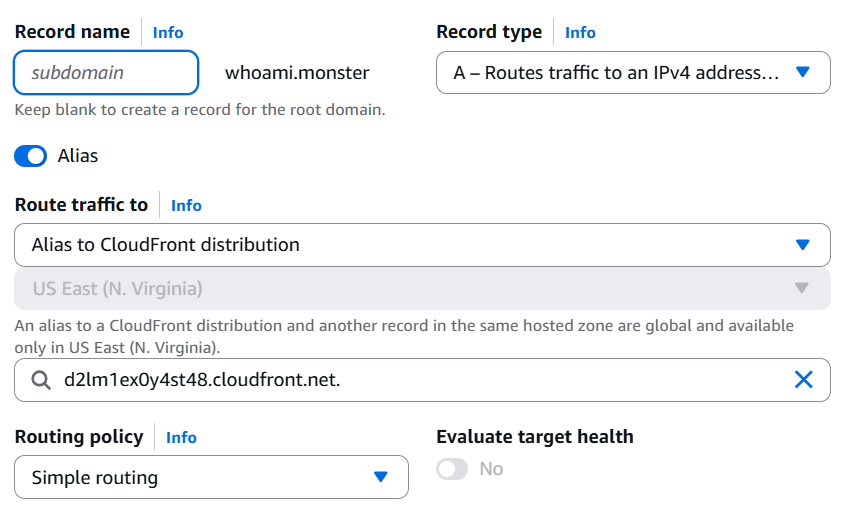 Record name Info
Record type Info
subdomain
whoami.monster
A – Routes traffic to an IPv4 address...
Keep blank to create a record for the root domain.
Alias
Route traffic to Info
Alias to CloudFront distribution
US East (N. Virginia)
An alias to a CloudFront distribution and another record in the same hosted zone are global and available
only in US East (N. Virginia).
d2lm1ex0y4st48.cloudfront.net.
Routing policy Info
Evaluate target health
Simple routing
No